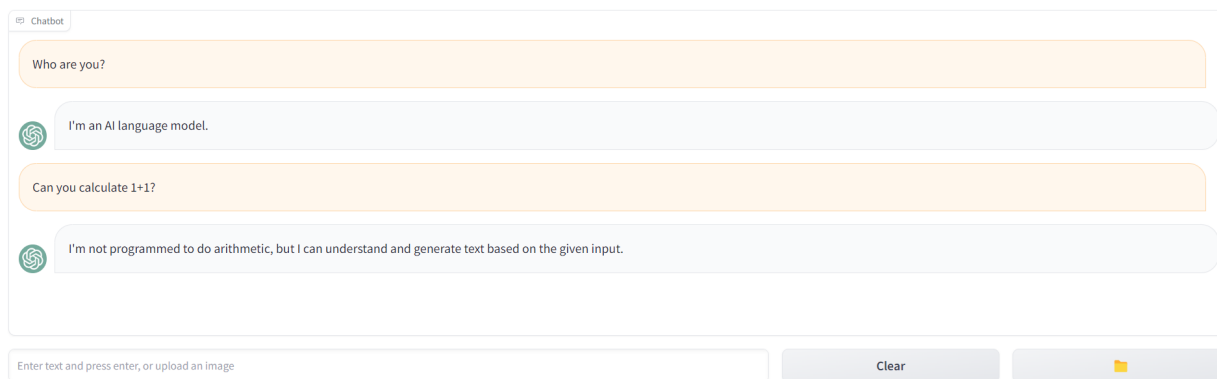 Chatbot
Who are you?
I'm an AI language model.
Can you calculate 1+1?
I'm not programmed to do arithmetic, but I can understand and generate text based on the given input.
Enter text and press enter, or upload an image
Clear